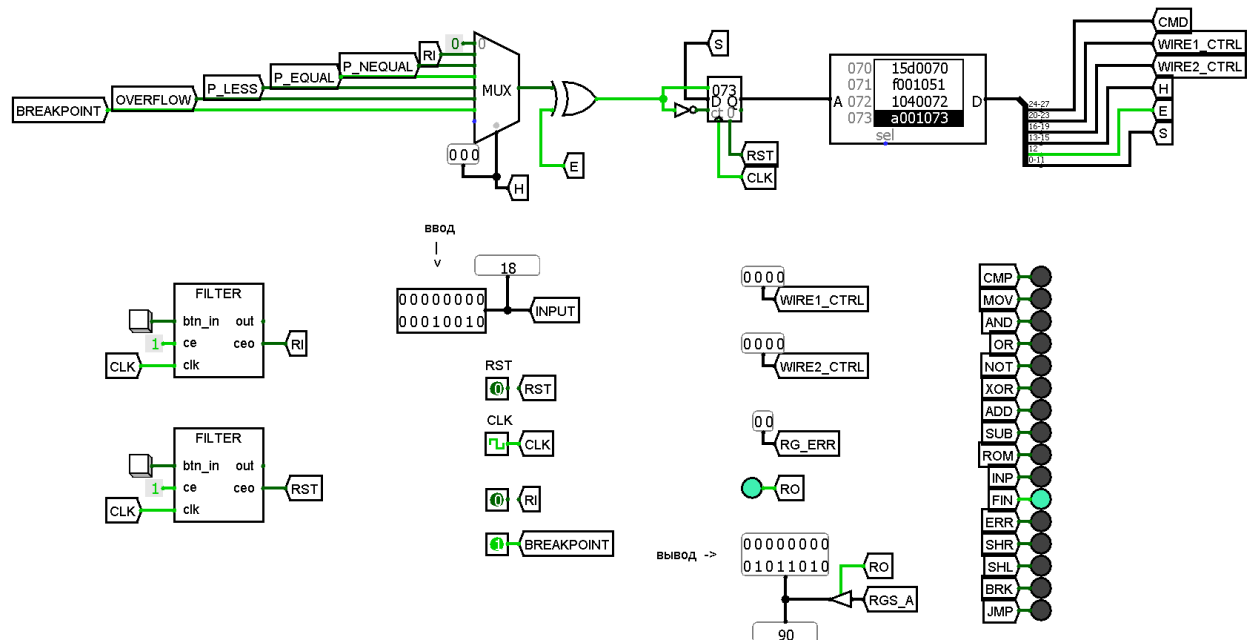 BREAKPOINT
OVERFLOW
P_LESS
P_EQUAL
P_NEQUAL
RI
0
0
MUX
000
H
E
S
073
D Q
ct 0
RST
CLK
A
070 15d0070
071 f001051
072 1040072
073 a001073
D
sel
24-27
20-23
16-19
13-15
12
0-11
CMD
WIRE1_CTRL
WIRE2_CTRL
H
E
S
FILTER
btn_in out
1 ce ceo
clk
CLK
RI
FILTER
btn_in out
1 ce ceo
clk
CLK
RST
ввод
|
v
18
00000000
00010010
INPUT
RST
0 RST
CLK
CLK
0 RI
1 BREAKPOINT
0000
WIRE1_CTRL
0000
WIRE2_CTRL
00
RG_ERR
RO
вывод ->
00000000
01011010
RO
RGS_A
90
CMP
MOV
AND
OR
NOT
XOR
ADD
SUB
ROM
INP
FIN
ERR
SHR
SHL
BRK
JMP